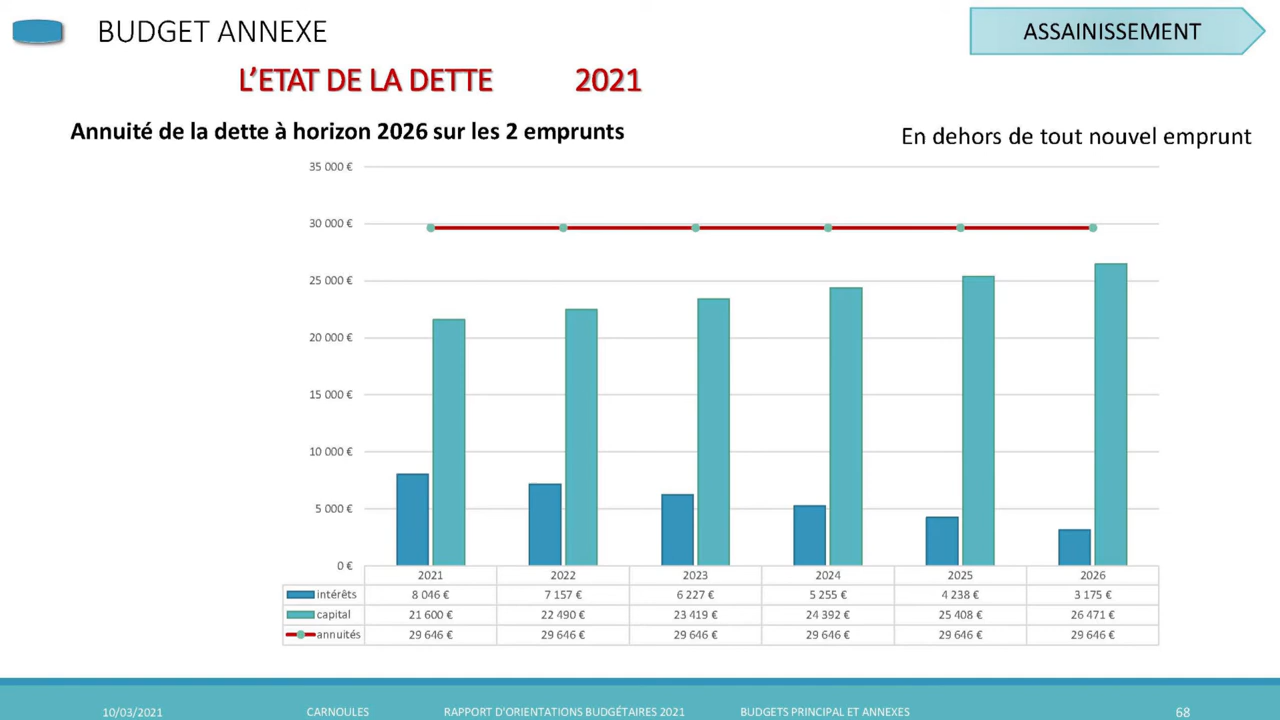 BUDGET ANNEXE
ASSAINISSEMENT
L'ETAT DE LA DETTE 2021
Annuité de la dette à horizon 2026 sur les 2 emprunts
En dehors de tout nouvel emprunt
35 000 €
30 000 €
25 000 €
20 000 €
15 000 €
10 000 €
5 000 €
0 €
2021 2022 2023 2024 2025 2026
intérêts 8 046 € 7 157 € 6 227 € 5 255 € 4 238 € 3 175 €
capital 21 600 € 22 490 € 23 419 € 24 392 € 25 408 € 26 471 €
annuités 29 646 € 29 646 € 29 646 € 29 646 € 29 646 € 29 646 €
10/03/2021 CARNOULES RAPPORT D'ORIENTATIONS BUDGÉTAIRES 2021 BUDGETS PRINCIPAL ET ANNEXES 68